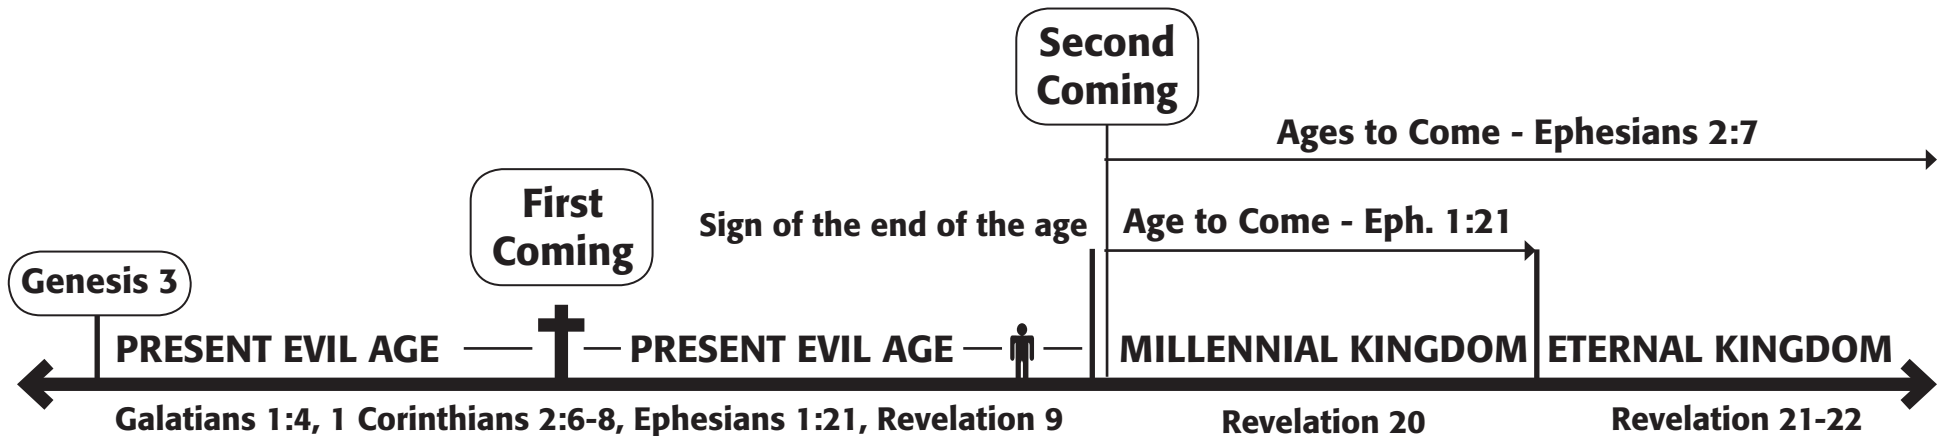 Second
Coming
Ages to Come - Ephesians 2:7
First
Coming
Sign of the end of the age
Age to Come - Eph. 1:21
Genesis 3
PRESENT EVIL AGE
PRESENT EVIL AGE
MILLENNIAL KINGDOM
ETERNAL KINGDOM
Galatians 1:4, 1 Corinthians 2:6-8, Ephesians 1:21, Revelation 9
Revelation 20
Revelation 21-22